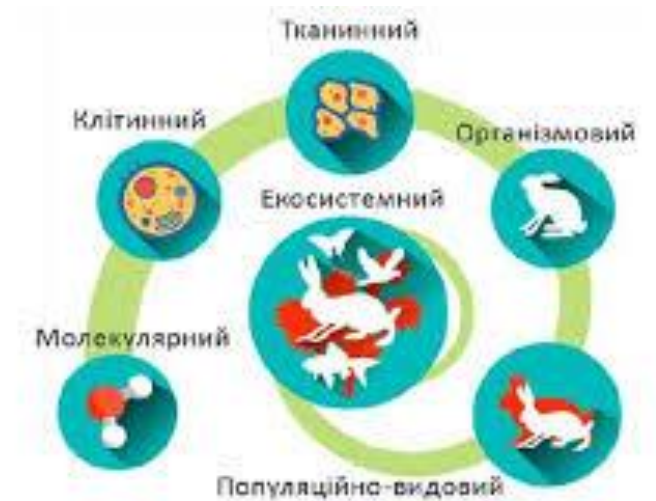 Тканинний
Клітинний
Організмовий
Екосистемний
Молекулярний
Популяційно-видовий